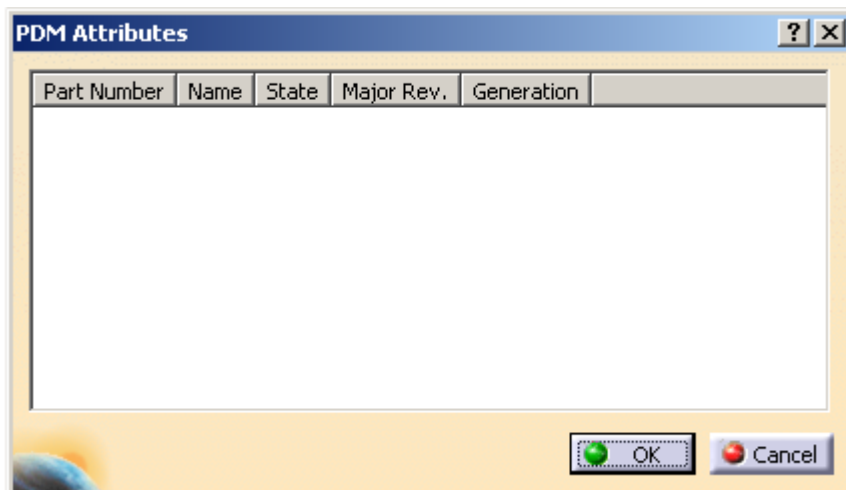 PDM Attributes ? X
Part Number Name State Major Rev. Generation
OK Cancel